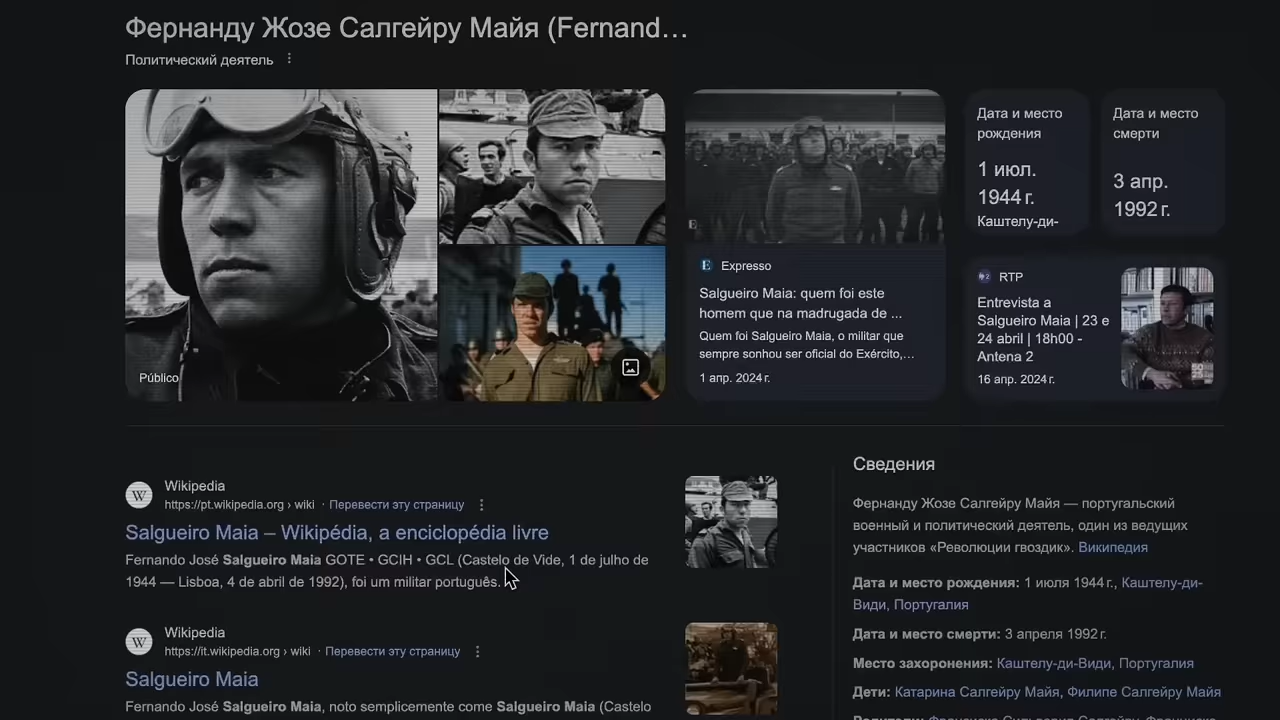 Фернанду Жозе Салгейру Майя (Fernand…
Политический деятель
Público
Expresso
Salgueiro Maia: quem foi este
homem que na madrugada de ...
Quem foi Salgueiro Maia, o militar que
sempre sonhou ser oficial do Exército,…
1 апр. 2024 г.
Дата и место
рождения
1 июл.
1944 г.
Каштелу-ди-
Дата и место
смерти
3 апр.
1992 г.
RTP
Entrevista a
Salgueiro Maia | 23 e
24 abril | 18h00 -
Antena 2
16 апр. 2024 г.
Wikipedia
https://pt.wikipedia.org › wiki · Перевести эту страницу
Salgueiro Maia – Wikipédia, a enciclopédia livre
Fernando José Salgueiro Maia GOTE • GCIH • GCL (Castelo de Vide, 1 de julho de
1944 — Lisboa, 4 de abril de 1992), foi um militar português.
Wikipedia
https://it.wikipedia.org › wiki · Перевести эту страницу
Salgueiro Maia
Fernando José Salgueiro Maia, noto semplicemente come Salgueiro Maia (Castelo
Сведения
Фернанду Жозе Салгейру Майя — португальский
военный и политический деятель, один из ведущих
участников «Революции гвоздик». Википедия
Дата и место рождения: 1 июля 1944 г., Каштелу-ди-
Види, Португалия
Дата и место смерти: 3 апреля 1992 г.
Место захоронения: Каштелу-ди-Види, Португалия
Дети: Катарина Салгейру Майя, Филипе Салгейру Майя